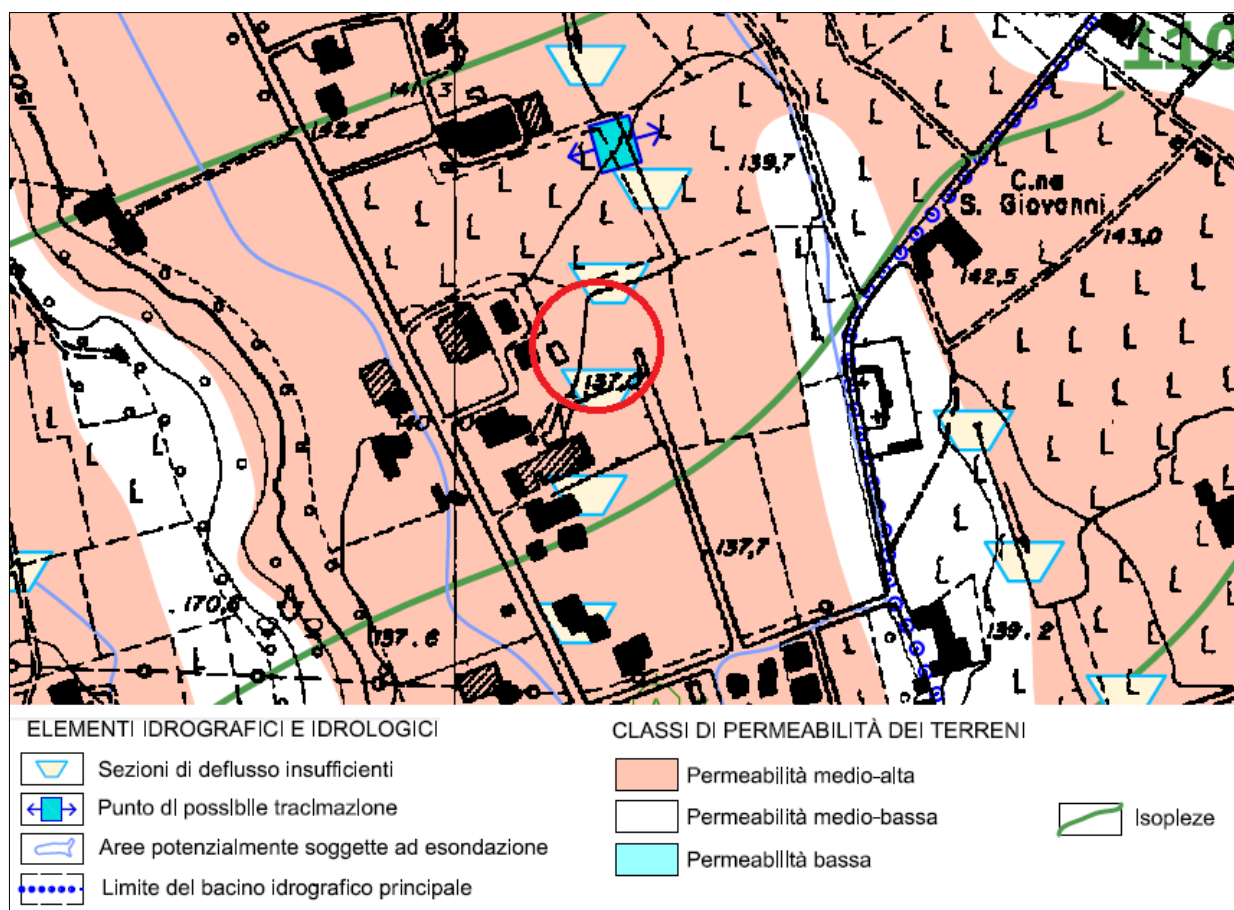 110
141.3
142,2
139,7
C.na
S. Giovanni
143,0
142,5
137,0
137,7
170,6
137.6
139.2
ELEMENTI IDROGRAFICI E IDROLOGICI
Sezioni di deflusso insufficienti
Punto di possibile tracimazione
Aree potenzialmente soggette ad esondazione
Limite del bacino idrografico principale
CLASSI DI PERMEABILITÀ DEI TERRENI
Permeabilità medio-alta
Permeabilità medio-bassa
Permeabilità bassa
Isopleze